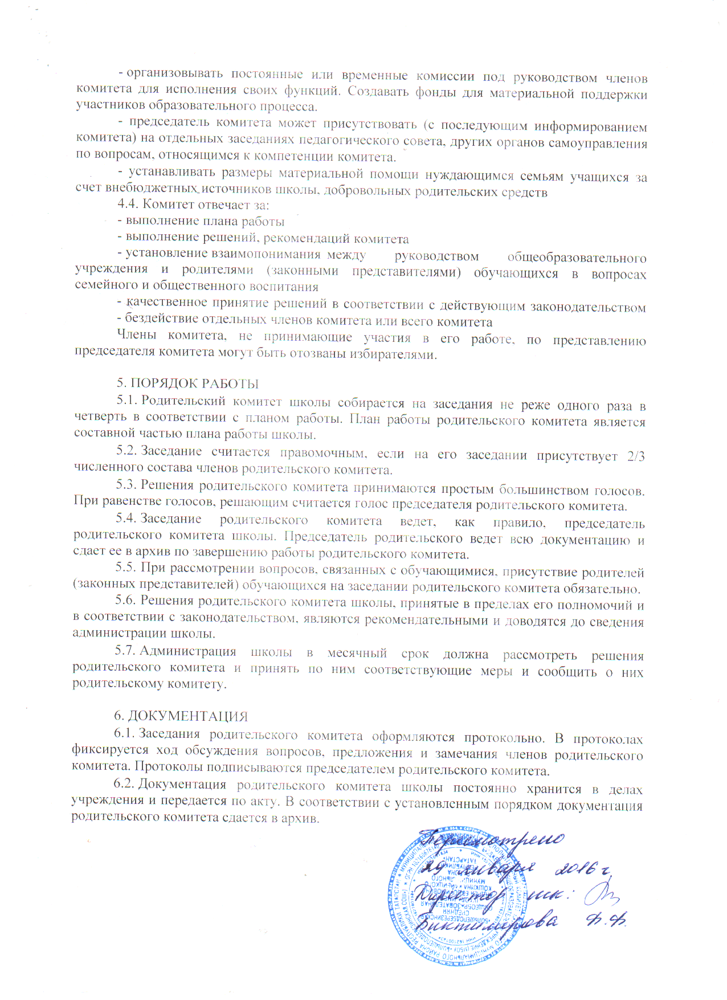 - организовывать постоянные или временные комиссии под руководством членов
комитета для исполнения своих функций. Создавать фонды для материальной поддержки
участников образовательного процесса.
- председатель комитета может присутствовать (с последующим информированием
комитета) на отдельных заседаниях педагогического совета, других органов самоуправления
по вопросам, относящимся к компетенции комитета.
- устанавливать размеры материальной помощи нуждающимся семьям учащихся за
счет внебюджетных источников школы, добровольных родительских средств
4.4. Комитет отвечает за:
- выполнение плана работы
- выполнение решений, рекомендаций комитета
- установление взаимопонимания между руководством общеобразовательного
учреждения и родителями (законными представителями) обучающихся в вопросах
семейного и общественного воспитания
- качественное принятие решений в соответствии с действующим законодательством
- бездействие отдельных членов комитета или всего комитета
Члены комитета, не принимающие участия в его работе, по представлению
председателя комитета могут быть отозваны избирателями.
5. ПОРЯДОК РАБОТЫ
5.1. Родительский комитет школы собирается на заседания не реже одного раза в
четверть в соответствии с планом работы. План работы родительского комитета является
составной частью плана работы школы.
5.2. Заседание считается правомочным, если на его заседании присутствует 2/3
численного состава членов родительского комитета.
5.3. Решения родительского комитета принимаются простым большинством голосов.
При равенстве голосов, решающим считается голос председателя родительского комитета.
5.4. Заседание родительского комитета ведет, как правило, председатель
родительского комитета школы. Председатель родительского ведет всю документацию и
сдает ее в архив по завершению работы родительского комитета.
5.5. При рассмотрении вопросов, связанных с обучающимися, присутствие родителей
(законных представителей) обучающихся на заседании родительского комитета обязательно.
5.6. Решения родительского комитета школы, принятые в пределах его полномочий и
в соответствии с законодательством, являются рекомендательными и доводятся до сведения
администрации школы.
5.7. Администрация школы в месячный срок должна рассмотреть решения
родительского комитета и принять по ним соответствующие меры и сообщить о них
родительскому комитету.
6. ДОКУМЕНТАЦИЯ
6.1. Заседания родительского комитета оформляются протокольно. В протоколах
фиксируется ход обсуждения вопросов, предложения и замечания членов родительского
комитета. Протоколы подписываются председателем родительского комитета.
6.2. Документация родительского комитета школы постоянно хранится в делах
учреждения и передается по акту. В соответствии с установленным порядком документация
родительского комитета сдается в архив.
Пересмотрено
29 января 2016 г.
Директор шк:
Биктимирова Ф.Ф.